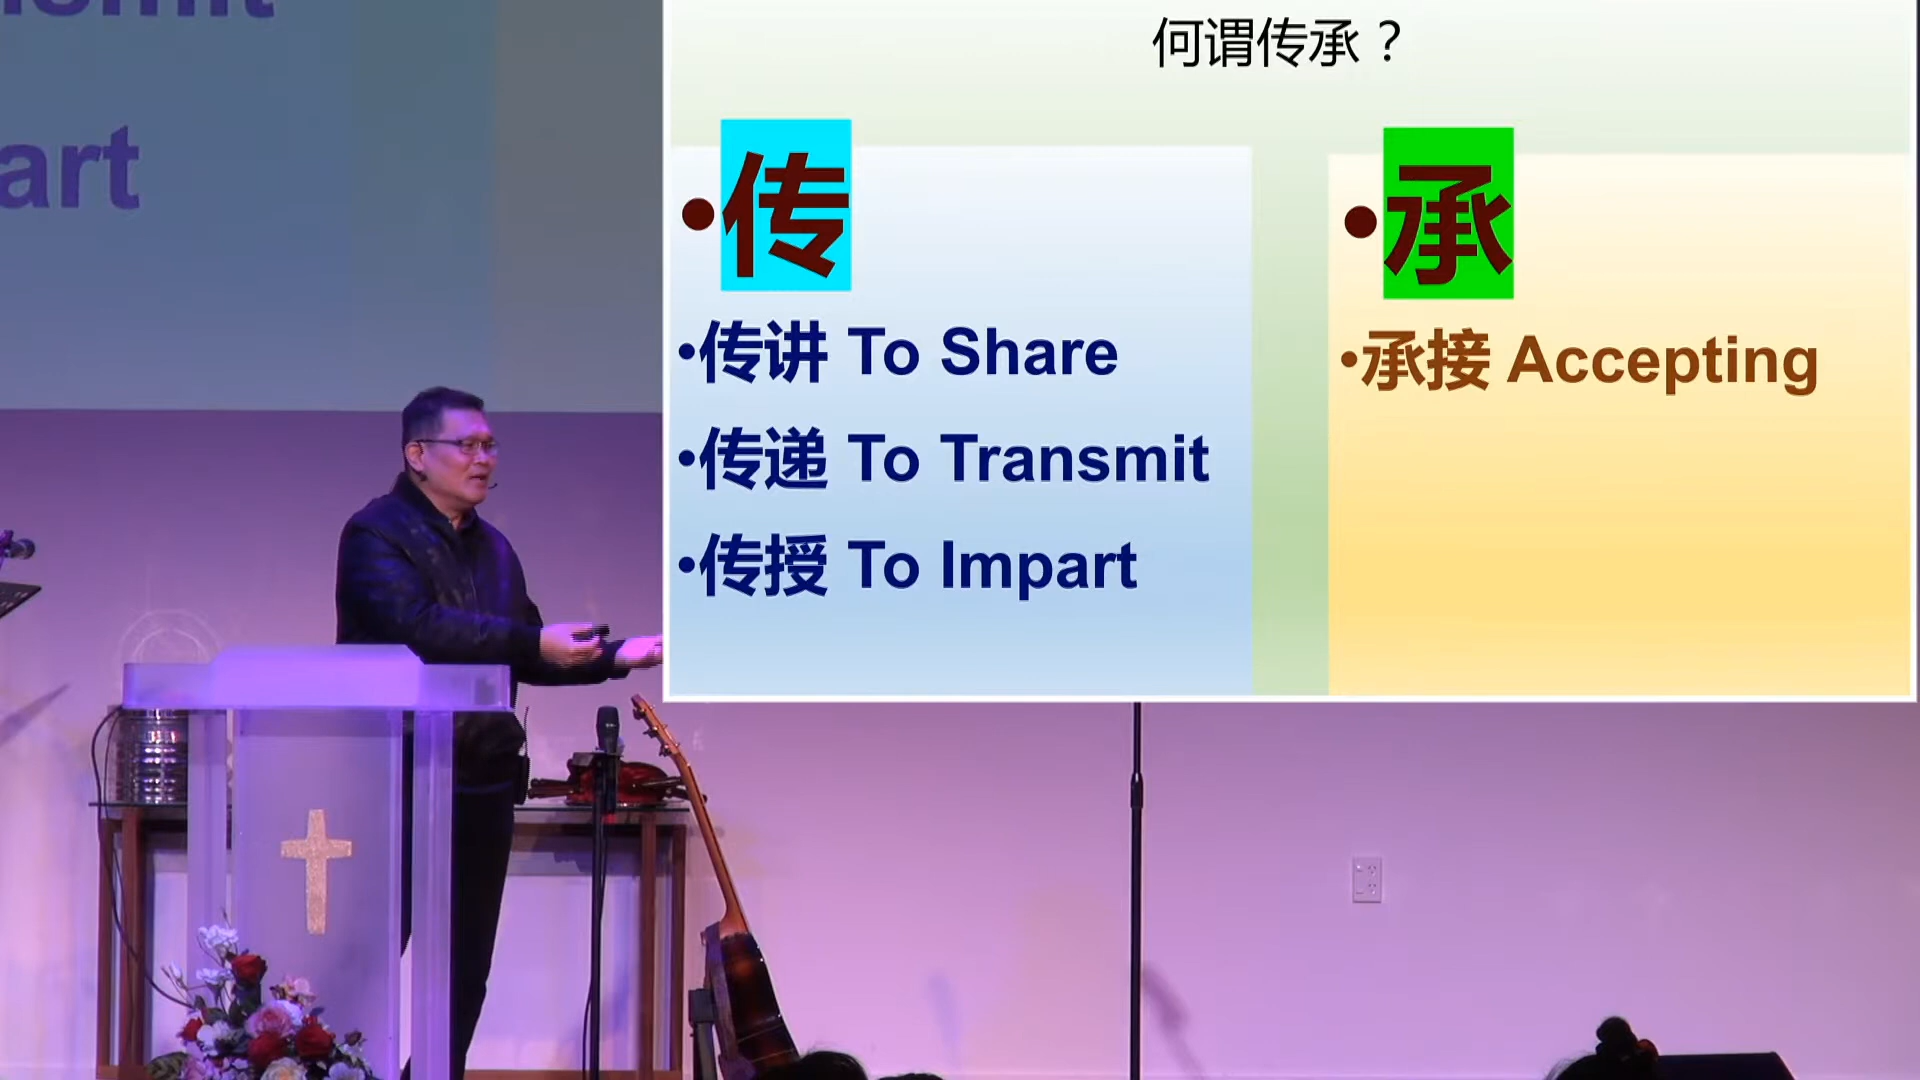 何谓传承？
•传
•传讲 To Share
•传递 To Transmit
•传授 To Impart
•承
•承接 Accepting
art